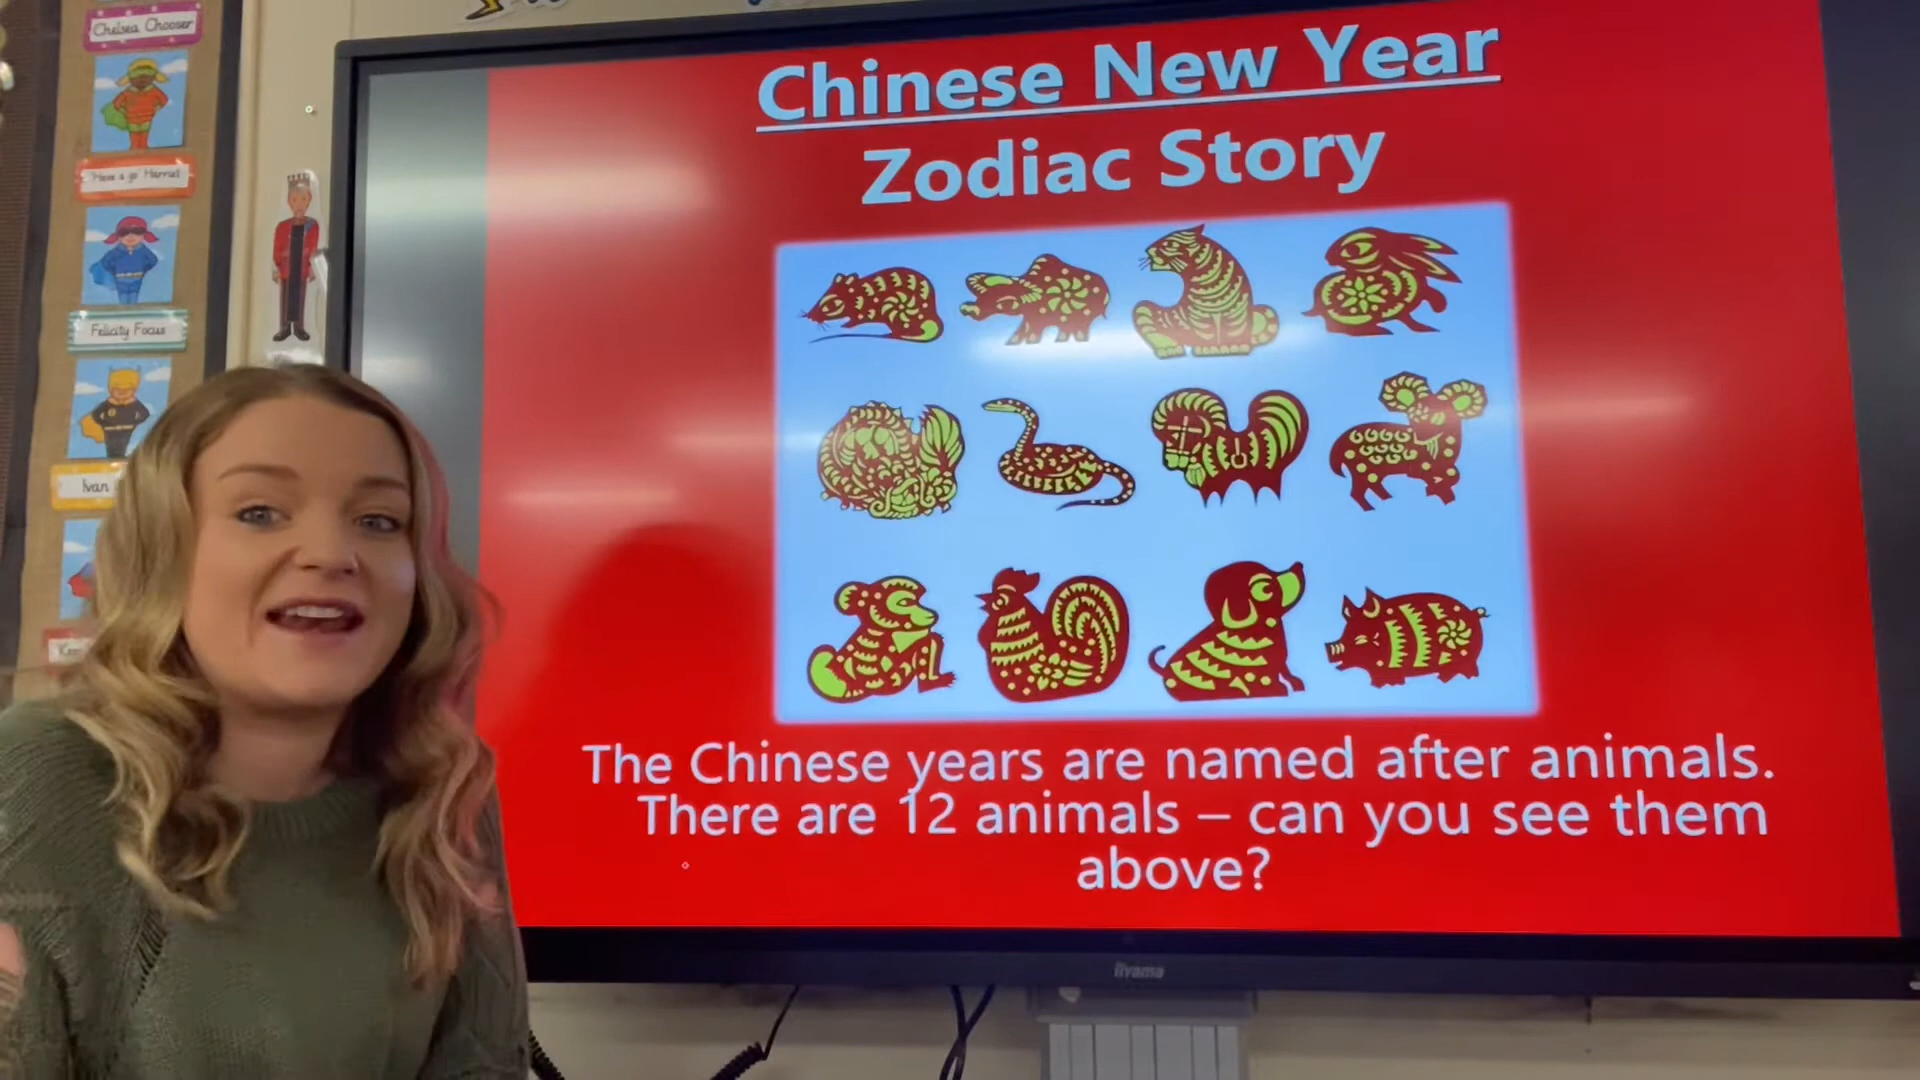 Chelsea Chooser
'Have a go' Harriet
Felicity Focus
Ivan
Chinese New Year
Zodiac Story
The Chinese years are named after animals.
There are 12 animals – can you see them
above?
iiyama